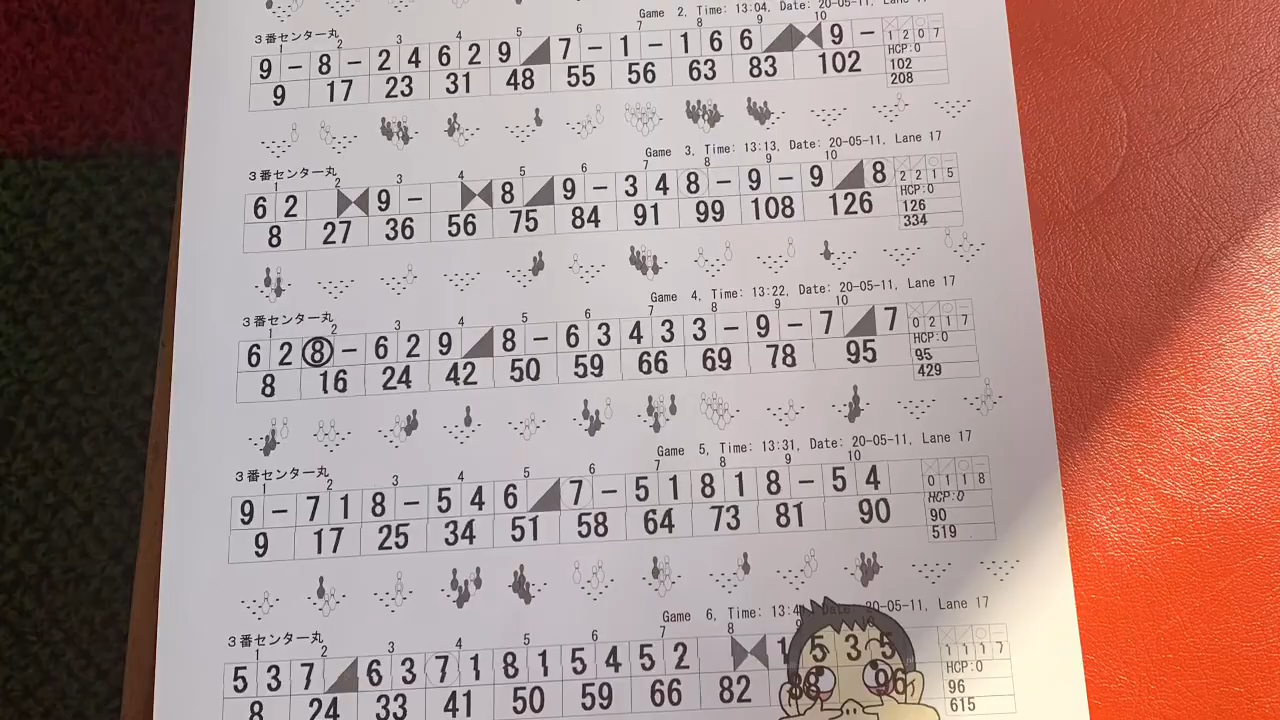 Game 2, Time: 13:04, Date: 20-05-11, Lane
３番センター丸
1 2 3 4 5 6 7 8 9 10
9 - 8 - 2 4 6 2 9 ◢ 7 - 1 - 1 6 6 ◢ ⧓ 9 - 1 2 0 7
HCP:0
9 17 23 31 48 55 56 63 83 102 102
208
Game 3, Time: 13:13, Date: 20-05-11, Lane 17
３番センター丸
1 2 3 4 5 6 7 8 9 10
6 2 ⧓ 9 - ⧓ 8 ◢ 9 - 3 4 8 - 9 - 9 ◢ 8 2 2 1 5
HCP:0
8 27 36 56 75 84 91 99 108 126 126
334
Game 4, Time: 13:22, Date: 20-05-11, Lane 17
３番センター丸
1 2 3 4 5 6 7 8 9 10
6 2 ⑧ - 6 2 9 ◢ 8 - 6 3 4 3 3 - 9 - 7 ◢ 7 0 2 1 7
HCP:0
8 16 24 42 50 59 66 69 78 95 95
429
Game 5, Time: 13:31, Date: 20-05-11, Lane 17
３番センター丸
1 2 3 4 5 6 7 8 9 10
9 - 7 1 8 - 5 4 6 ◢ 7 - 5 1 8 1 8 - 5 4 0 1 1 8
HCP:0
9 17 25 34 51 58 64 73 81 90 90
519
Game 6, Time: 13:4 Date: 20-05-11, Lane 17
３番センター丸
1 2 3 4 5 6 7 8 9
5 3 7 ◢ 6 3 7 1 8 1 5 4 5 2 ⧓ 1 5 3 5 1 1 1 7
HCP:0
8 24 33 41 50 59 66 82 88 96 96
615